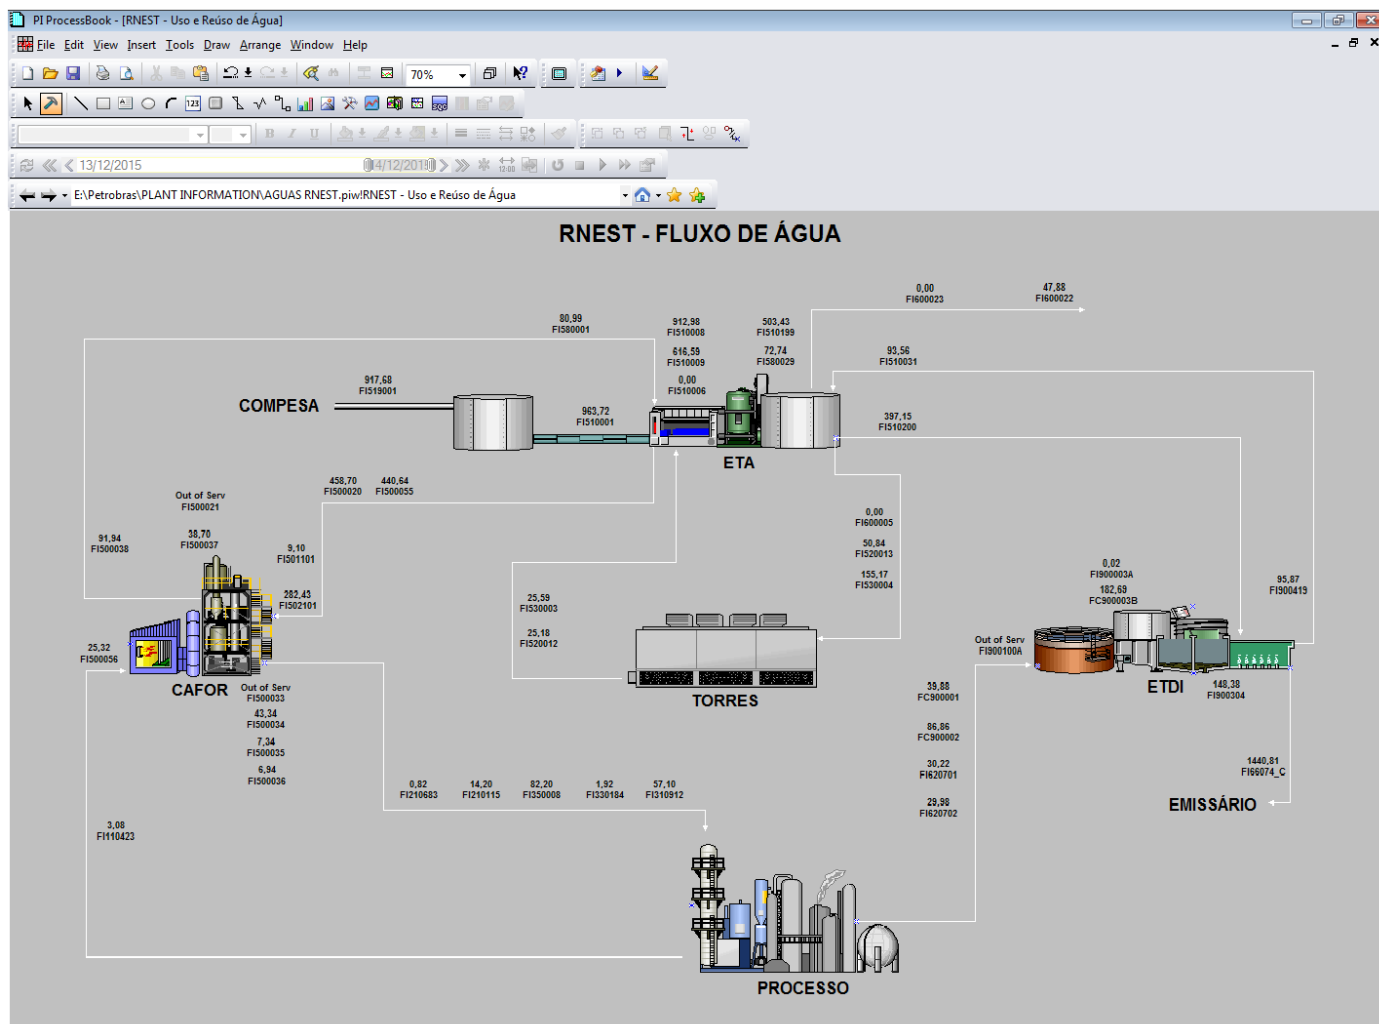 PI ProcessBook - [RNEST - Uso e Reúso de Água]
File Edit View Insert Tools Draw Arrange Window Help
70%
123
B I U
13/12/2015
14/12/2015
12:00
E:\Petrobras\PLANT INFORMATION\AGUAS RNEST.piw!RNEST - Uso e Reúso de Água
RNEST - FLUXO DE ÁGUA
0,00
FI600023
47,88
FI600022
80,99
FI580001
912,98
FI510008
503,43
FI510199
616,59
FI510009
72,74
FI580029
93,56
FI510031
0,00
FI510006
917,68
FI519001
COMPESA
963,72
FI510001
397,15
FI510200
ETA
458,70
FI500020
440,64
FI500055
Out of Serv
FI500021
91,94
FI500038
38,70
FI500037
9,10
FI501101
282,43
FI502101
0,00
FI600005
50,84
FI520013
155,17
FI530004
0,02
FI900003A
182,69
FC900003B
95,87
FI900419
25,59
FI530003
25,18
FI520012
25,32
FI500056
Out of Serv
FI900100A
CAFOR
Out of Serv
FI500033
43,34
FI500034
7,34
FI500035
6,94
FI500036
TORRES
39,88
FC900001
86,86
FC900002
30,22
FI620701
29,98
FI620702
ETDI
148,38
FI900304
1440,81
FI66074_C
EMISSÁRIO
0,82
FI210683
14,20
FI210115
82,20
FI350008
1,92
FI330184
57,10
FI310912
3,08
FI110423
PROCESSO